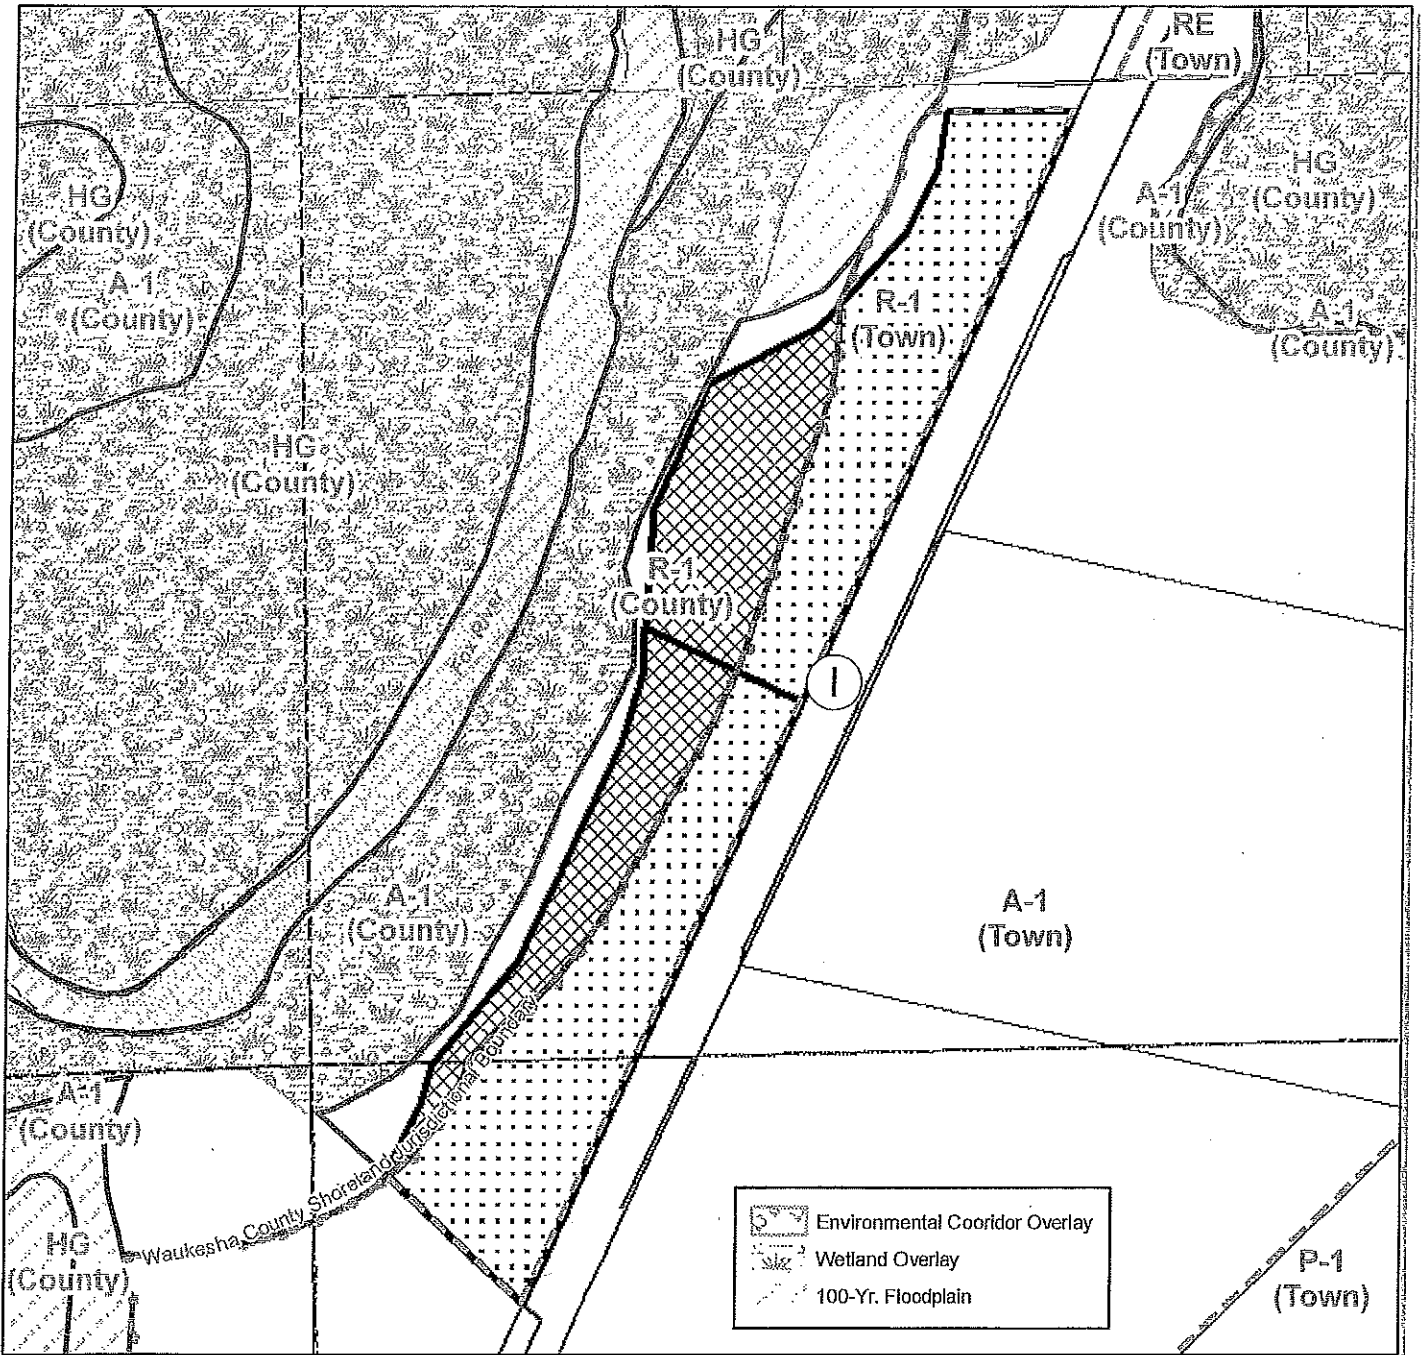 HG
(County)
RE
(Town)
HG
(County)
A-1
(County)
HG
(County)
A-1
(County)
A-1
(County)
R-1
(Town)
HG
(County)
R-1
(County)
Fox River
I
A-1
(County)
A-1
(Town)
A-1
(County)
Waukesha County Shoreland Jurisdictional Boundary
HG
(County)
P-1
(Town)
Environmental Cooridor Overlay
Wetland Overlay
100-Yr. Floodplain